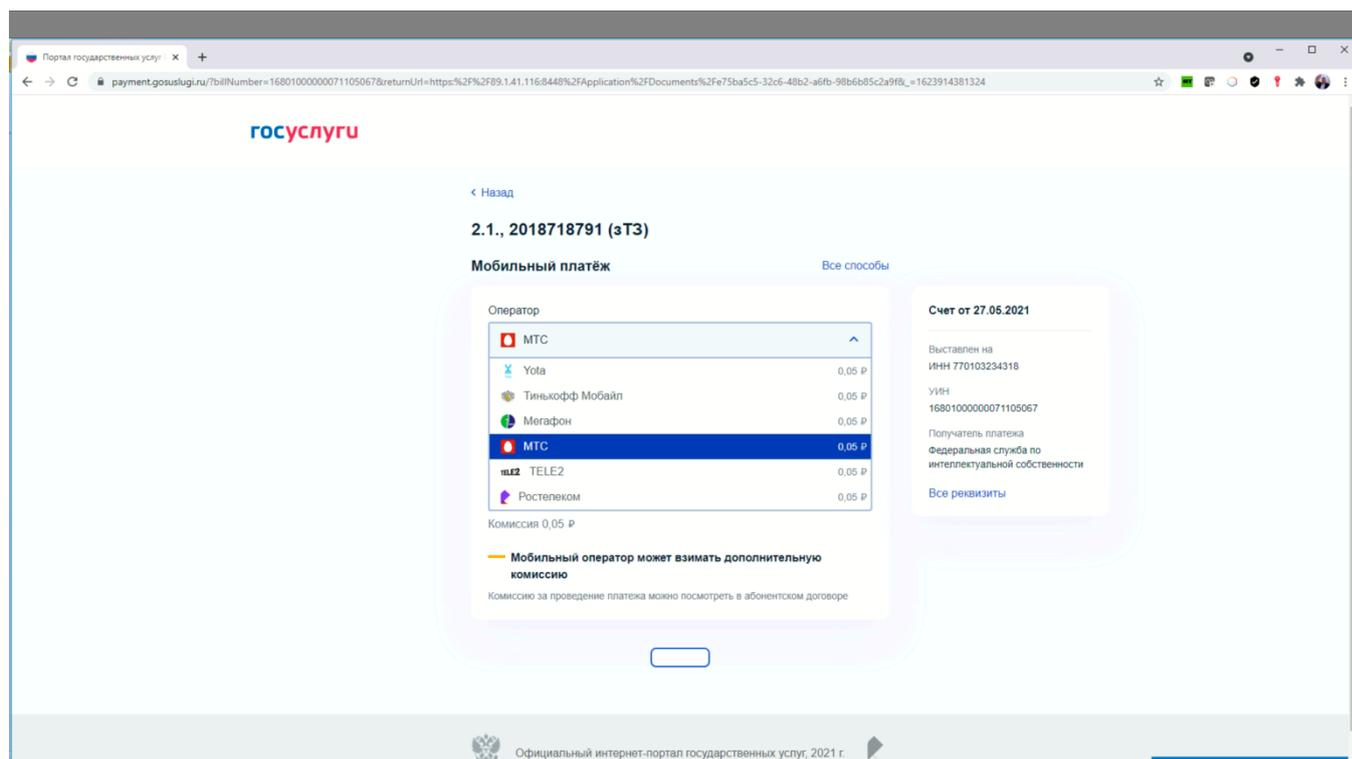 Портал государственных услуг
payment.gosuslugi.ru/?billNumber=16801000000071105067&returnUrl=https:%2F%2F89.1.41.116:8448%2FApplication%2FDocuments%2Fe75ba5c5-32c6-48b2-a6fb-98b6b85c2a9f&_=1623914381324
госуслуги
Назад
2.1., 2018718791 (зТЗ)
Мобильный платёж Все способы
Оператор
МТС
Yota 0,05 ₽
Тинькофф Мобайл 0,05 ₽
Мегафон 0,05 ₽
МТС 0,05 ₽
TELE2 TELE2 0,05 ₽
Ростелеком 0,05 ₽
Комиссия 0,05 ₽
Мобильный оператор может взимать дополнительную
комиссию
Комиссию за проведение платежа можно посмотреть в абонентском договоре
Счет от 27.05.2021
Выставлен на
ИНН 770103234318
УИН
16801000000071105067
Получатель платежа
Федеральная служба по
интеллектуальной собственности
Все реквизиты
Официальный интернет-портал государственных услуг, 2021 г.